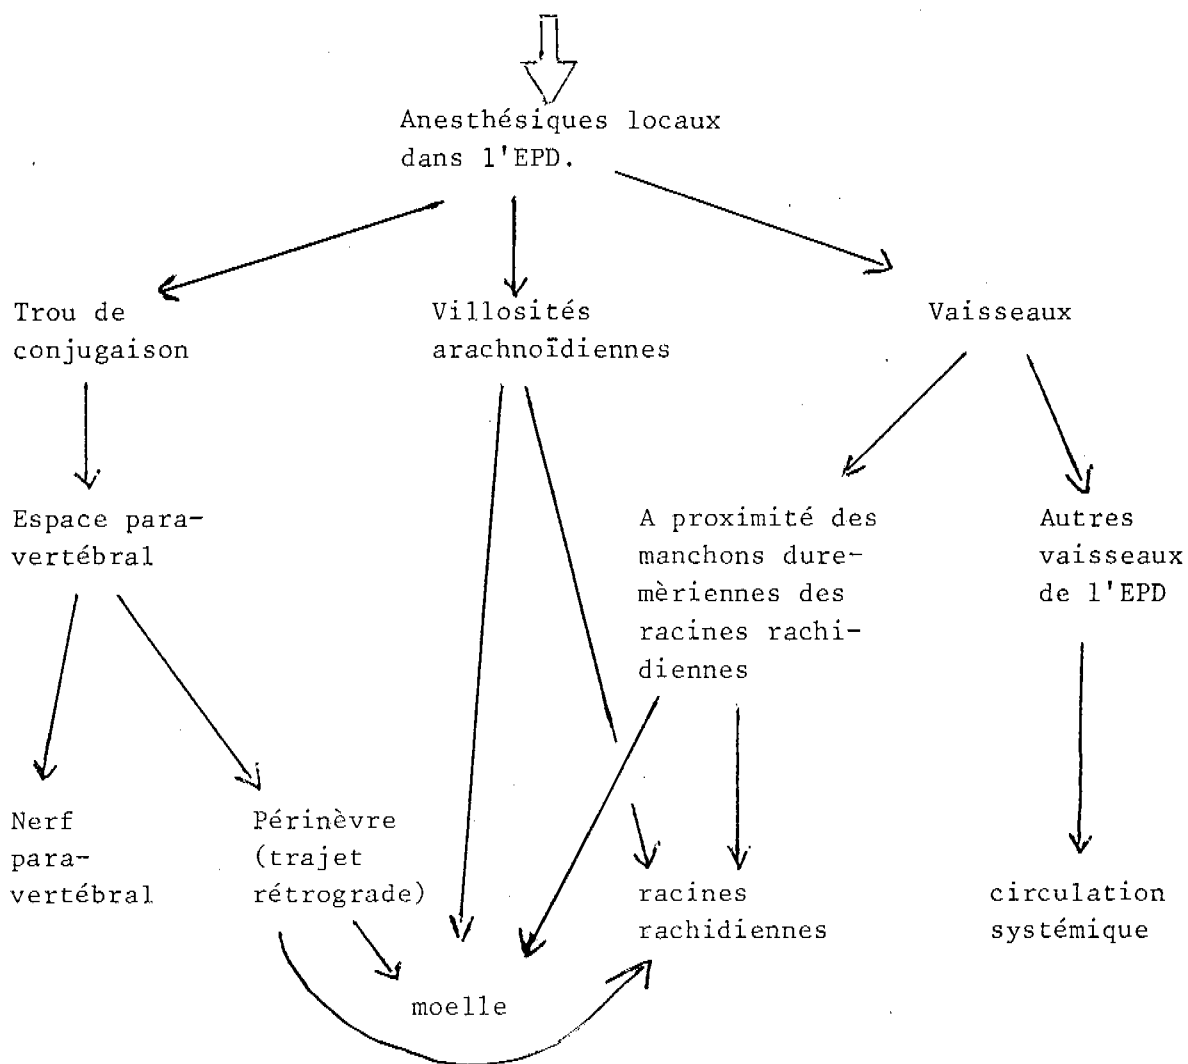 Anesthésiques locaux
dans l'EPD.
Trou de
conjugaison
Villosités
arachnoïdiennes
Vaisseaux
Espace para-
vertébral
A proximité des
manchons dure-
mèriennes des
racines rachi-
diennes
Autres
vaisseaux
de l'EPD
Nerf
para-
vertébral
Périnèvre
(trajet
rétrograde)
racines
rachidiennes
circulation
systémique
moelle